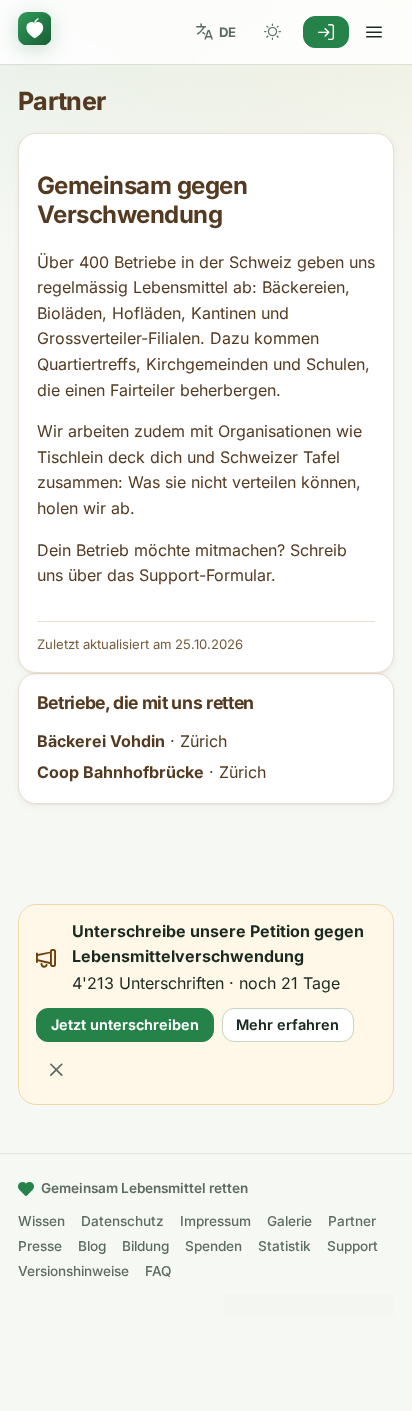 DE
Partner
Gemeinsam gegen
Verschwendung
Über 400 Betriebe in der Schweiz geben uns
regelmässig Lebensmittel ab: Bäckereien,
Bioläden, Hofläden, Kantinen und
Grossverteiler-Filialen. Dazu kommen
Quartiertreffs, Kirchgemeinden und Schulen,
die einen Fairteiler beherbergen.
Wir arbeiten zudem mit Organisationen wie
Tischlein deck dich und Schweizer Tafel
zusammen: Was sie nicht verteilen können,
holen wir ab.
Dein Betrieb möchte mitmachen? Schreib
uns über das Support-Formular.
Zuletzt aktualisiert am 25.10.2026
Betriebe, die mit uns retten
Bäckerei Vohdin · Zürich
Coop Bahnhofbrücke · Zürich
Unterschreibe unsere Petition gegen
Lebensmittelverschwendung
4'213 Unterschriften · noch 21 Tage
Jetzt unterschreiben Mehr erfahren
Gemeinsam Lebensmittel retten
Wissen Datenschutz Impressum Galerie Partner
Presse Blog Bildung Spenden Statistik Support
Versionshinweise FAQ